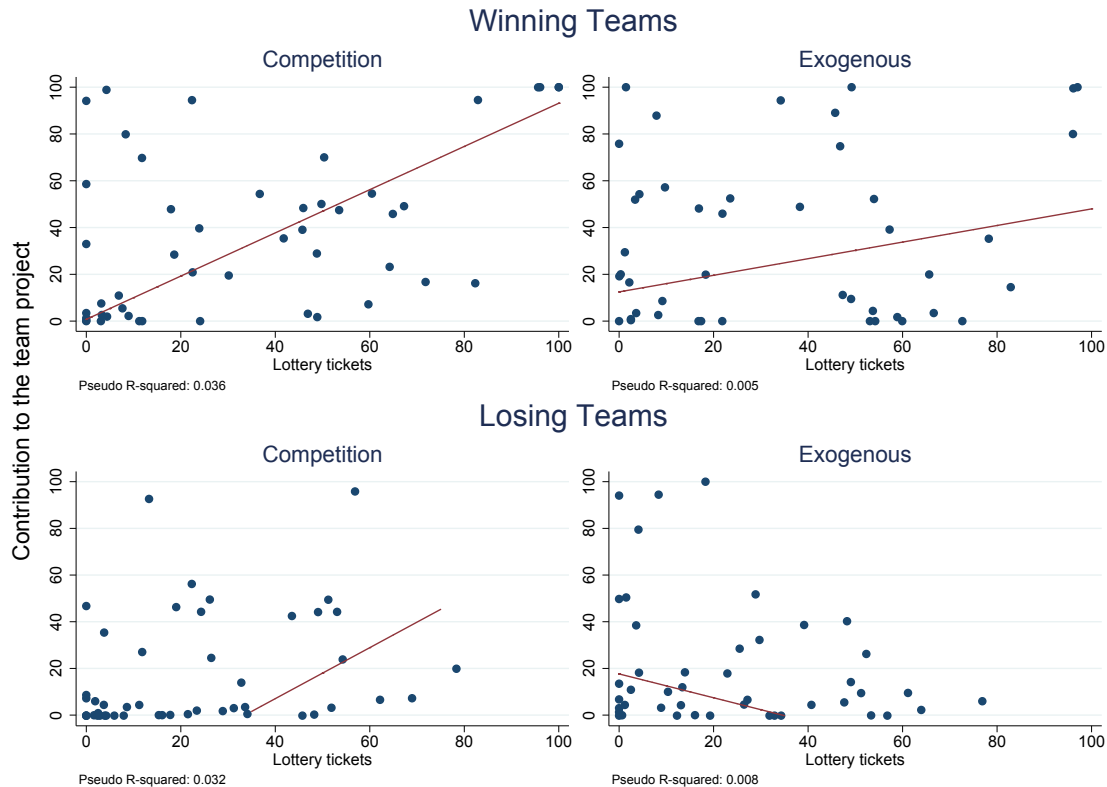 Winning Teams
Competition
Exogenous
Contribution to the team project
0 20 40 60 80 100
0 20 40 60 80 100
0 20 40 60 80 100
0 20 40 60 80 100
Lottery tickets
Lottery tickets
Pseudo R-squared: 0.036
Pseudo R-squared: 0.005
Losing Teams
Competition
Exogenous
0 20 40 60 80 100
0 20 40 60 80 100
0 20 40 60 80 100
0 20 40 60 80 100
Lottery tickets
Lottery tickets
Pseudo R-squared: 0.032
Pseudo R-squared: 0.008